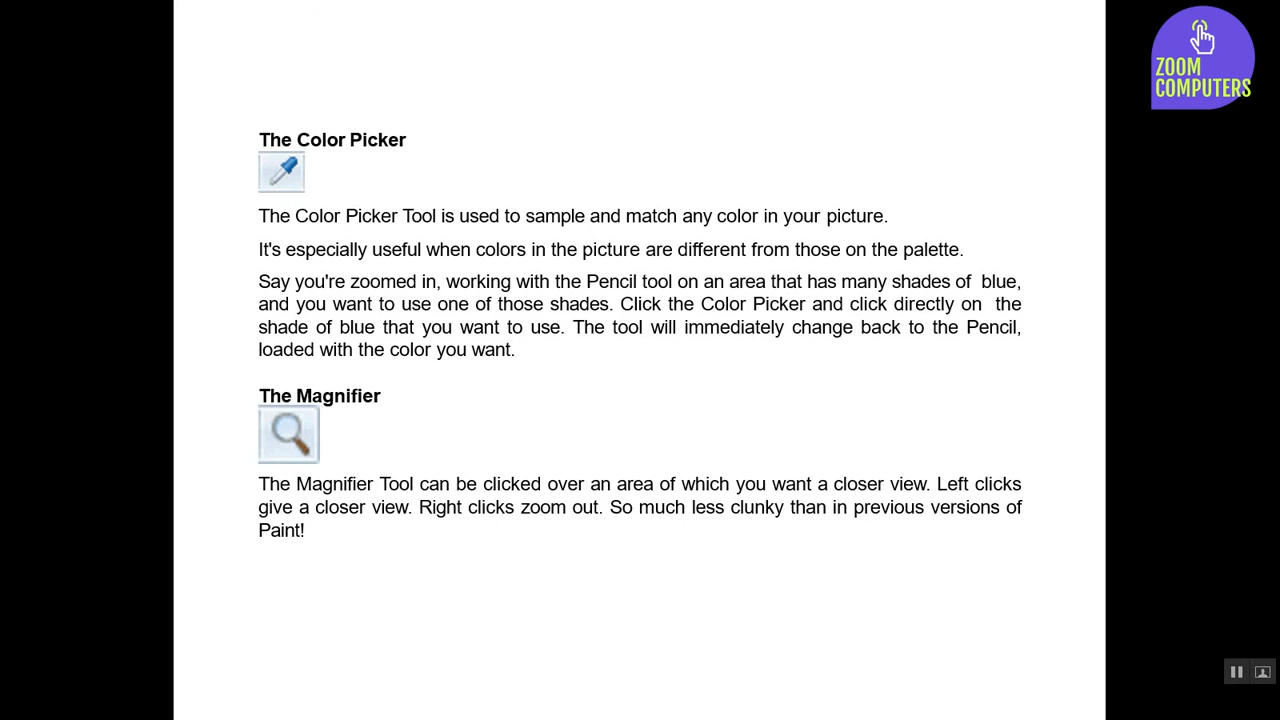 ZOOM
COMPUTERS
The Color Picker
The Color Picker Tool is used to sample and match any color in your picture.
It's especially useful when colors in the picture are different from those on the palette.
Say you're zoomed in, working with the Pencil tool on an area that has many shades of blue,
and you want to use one of those shades. Click the Color Picker and click directly on the
shade of blue that you want to use. The tool will immediately change back to the Pencil,
loaded with the color you want.
The Magnifier
The Magnifier Tool can be clicked over an area of which you want a closer view. Left clicks
give a closer view. Right clicks zoom out. So much less clunky than in previous versions of
Paint!